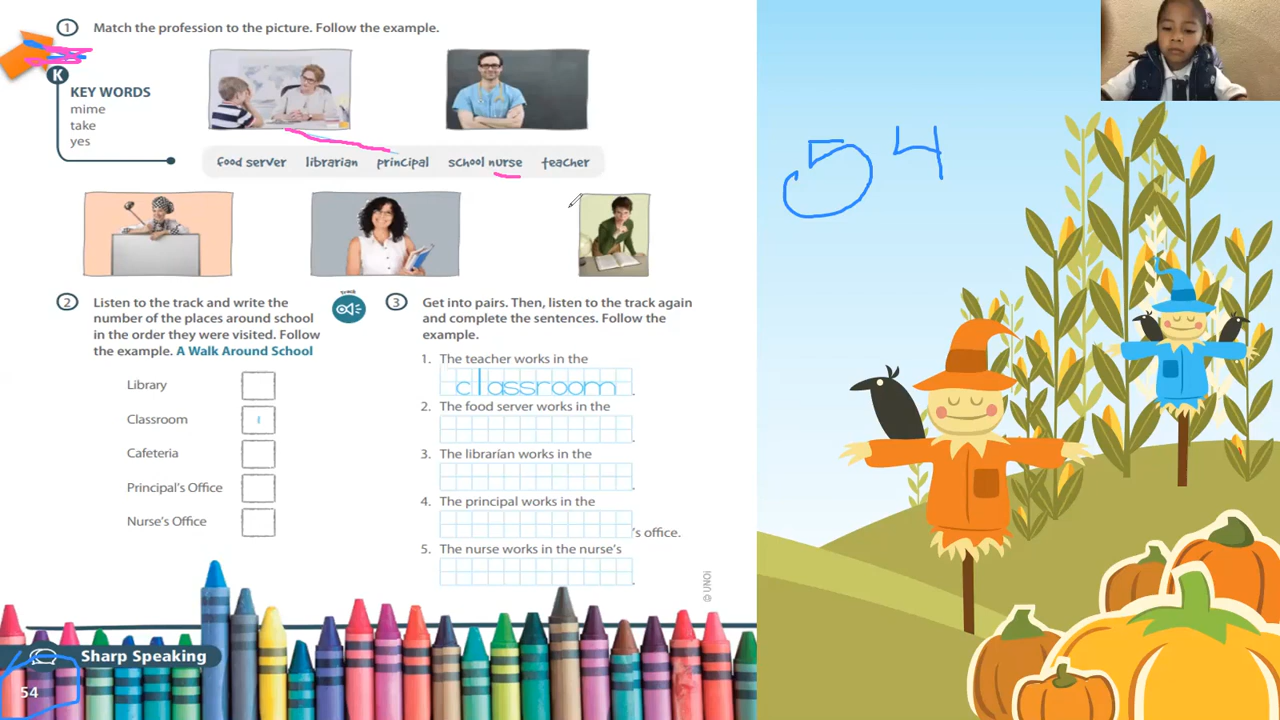 1 Match the profession to the picture. Follow the example.
K
KEY WORDS
mime
take
yes
food server librarian principal school nurse teacher
2 Listen to the track and write the
number of the places around school
in the order they were visited. Follow
the example. A Walk Around School
track
Library
Classroom 1
Cafeteria
Principal's Office
Nurse's Office
3 Get into pairs. Then, listen to the track again
and complete the sentences. Follow the
example.
1. The teacher works in the
classroom.
2. The food server works in the
.
3. The librarian works in the
.
4. The principal works in the
's office.
5. The nurse works in the nurse's
.
© UNOi
Sharp Speaking
54
54